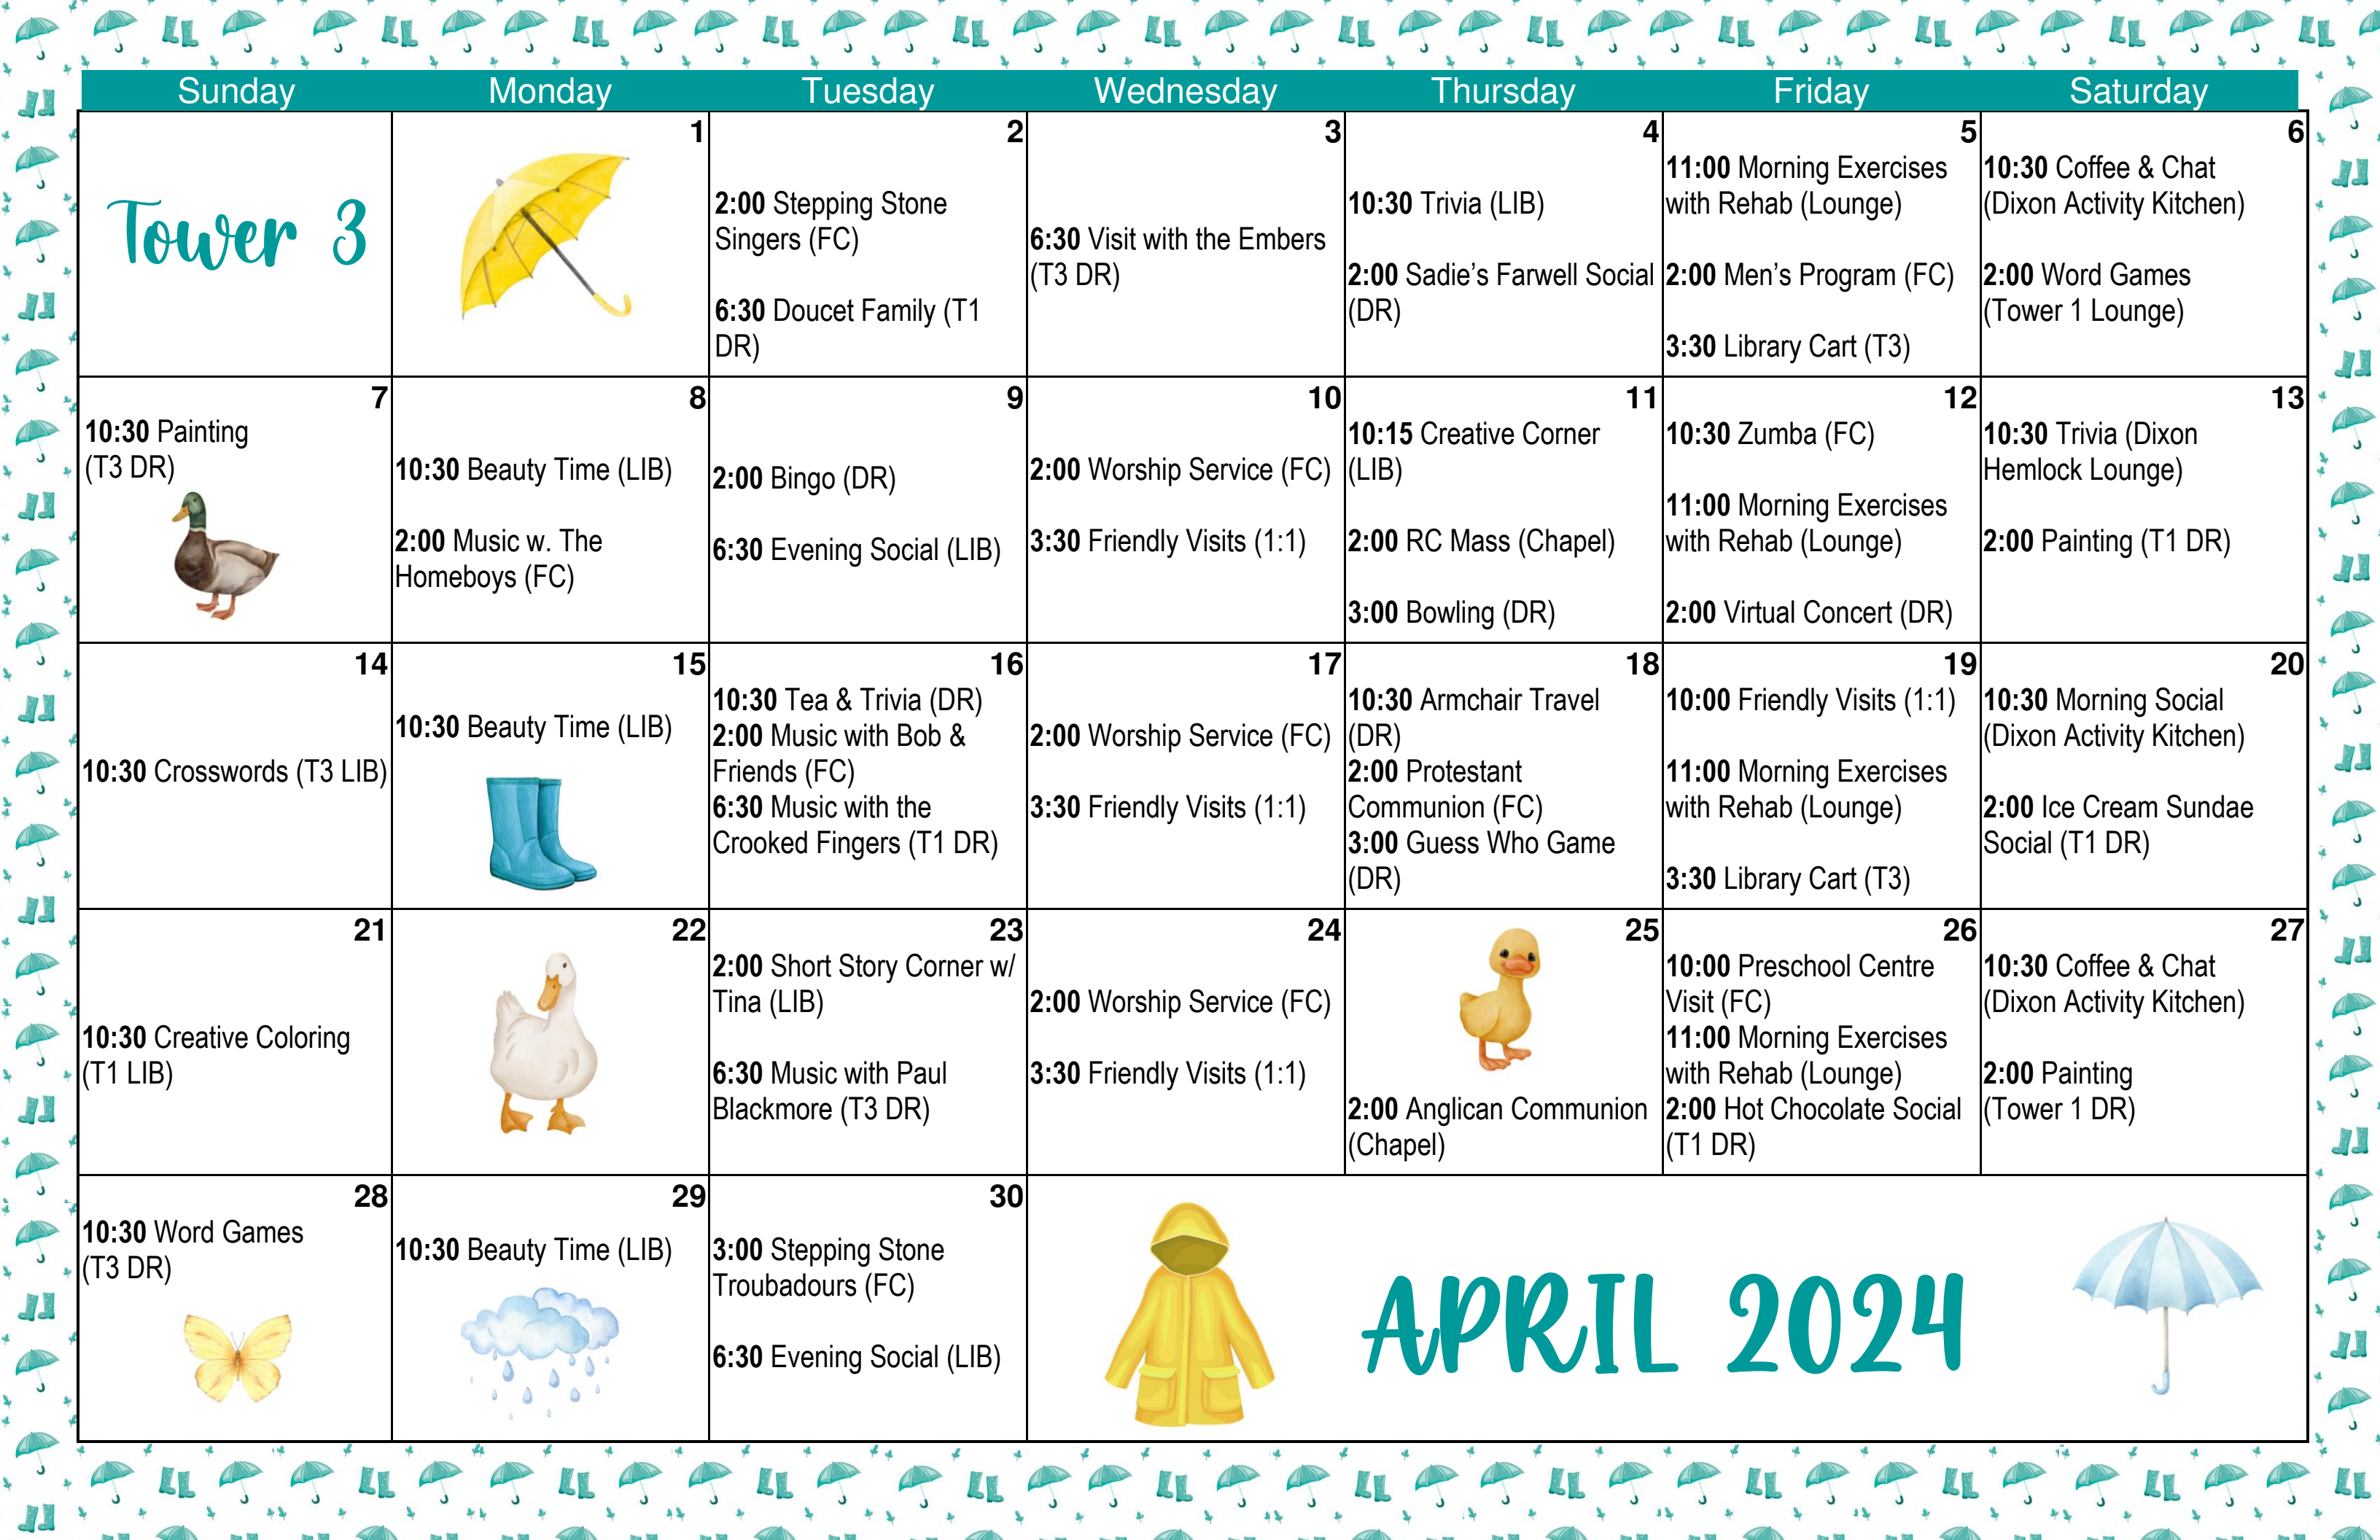 Sunday Monday Tuesday Wednesday Thursday Friday Saturday
Tower 3
1
2
2:00 Stepping Stone
Singers (FC)
6:30 Doucet Family (T1
DR)
3
6:30 Visit with the Embers
(T3 DR)
4
10:30 Trivia (LIB)
2:00 Sadie’s Farwell Social
(DR)
5
11:00 Morning Exercises
with Rehab (Lounge)
2:00 Men’s Program (FC)
3:30 Library Cart (T3)
6
10:30 Coffee & Chat
(Dixon Activity Kitchen)
2:00 Word Games
(Tower 1 Lounge)
7
10:30 Painting
(T3 DR)
8
10:30 Beauty Time (LIB)
2:00 Music w. The
Homeboys (FC)
9
2:00 Bingo (DR)
6:30 Evening Social (LIB)
10
2:00 Worship Service (FC)
3:30 Friendly Visits (1:1)
11
10:15 Creative Corner
(LIB)
2:00 RC Mass (Chapel)
3:00 Bowling (DR)
12
10:30 Zumba (FC)
11:00 Morning Exercises
with Rehab (Lounge)
2:00 Virtual Concert (DR)
13
10:30 Trivia (Dixon
Hemlock Lounge)
2:00 Painting (T1 DR)
14
10:30 Crosswords (T3 LIB)
15
10:30 Beauty Time (LIB)
16
10:30 Tea & Trivia (DR)
2:00 Music with Bob &
Friends (FC)
6:30 Music with the
Crooked Fingers (T1 DR)
17
2:00 Worship Service (FC)
3:30 Friendly Visits (1:1)
18
10:30 Armchair Travel
(DR)
2:00 Protestant
Communion (FC)
3:00 Guess Who Game
(DR)
19
10:00 Friendly Visits (1:1)
11:00 Morning Exercises
with Rehab (Lounge)
3:30 Library Cart (T3)
20
10:30 Morning Social
(Dixon Activity Kitchen)
2:00 Ice Cream Sundae
Social (T1 DR)
21
10:30 Creative Coloring
(T1 LIB)
22
23
2:00 Short Story Corner w/
Tina (LIB)
6:30 Music with Paul
Blackmore (T3 DR)
24
2:00 Worship Service (FC)
3:30 Friendly Visits (1:1)
25
2:00 Anglican Communion
(Chapel)
26
10:00 Preschool Centre
Visit (FC)
11:00 Morning Exercises
with Rehab (Lounge)
2:00 Hot Chocolate Social
(T1 DR)
27
10:30 Coffee & Chat
(Dixon Activity Kitchen)
2:00 Painting
(Tower 1 DR)
28
10:30 Word Games
(T3 DR)
29
10:30 Beauty Time (LIB)
30
3:00 Stepping Stone
Troubadours (FC)
6:30 Evening Social (LIB)
APRIL 2024